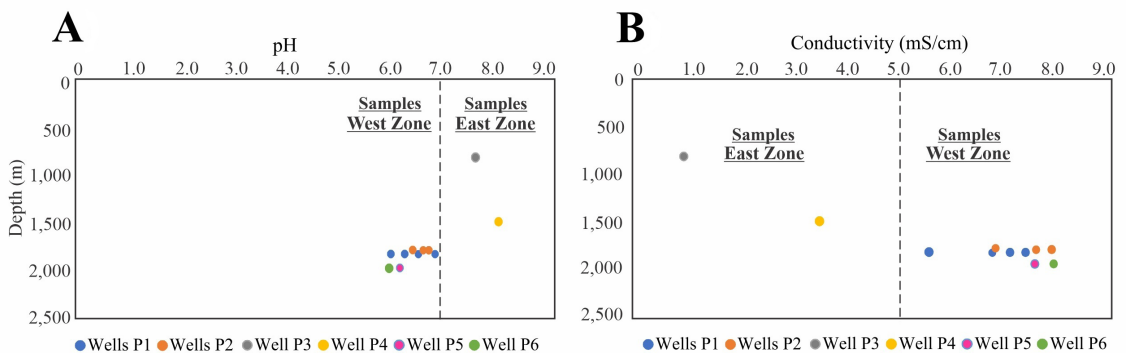 A
pH
0 1.0 2.0 3.0 4.0 5.0 6.0 7.0 8.0 9.0
0
500
1,000
1,500
2,000
2,500
Depth (m)
Samples
West Zone
Samples
East Zone
Wells P1 Wells P2 Well P3 Well P4 Well P5 Well P6
B
Conductivity (mS/cm)
0 1.0 2.0 3.0 4.0 5.0 6.0 7.0 8.0 9.0
0
500
1,000
1,500
2,000
2,500
Samples
East Zone
Samples
West Zone
Wells P1 Wells P2 Well P3 Well P4 Well P5 Well P6